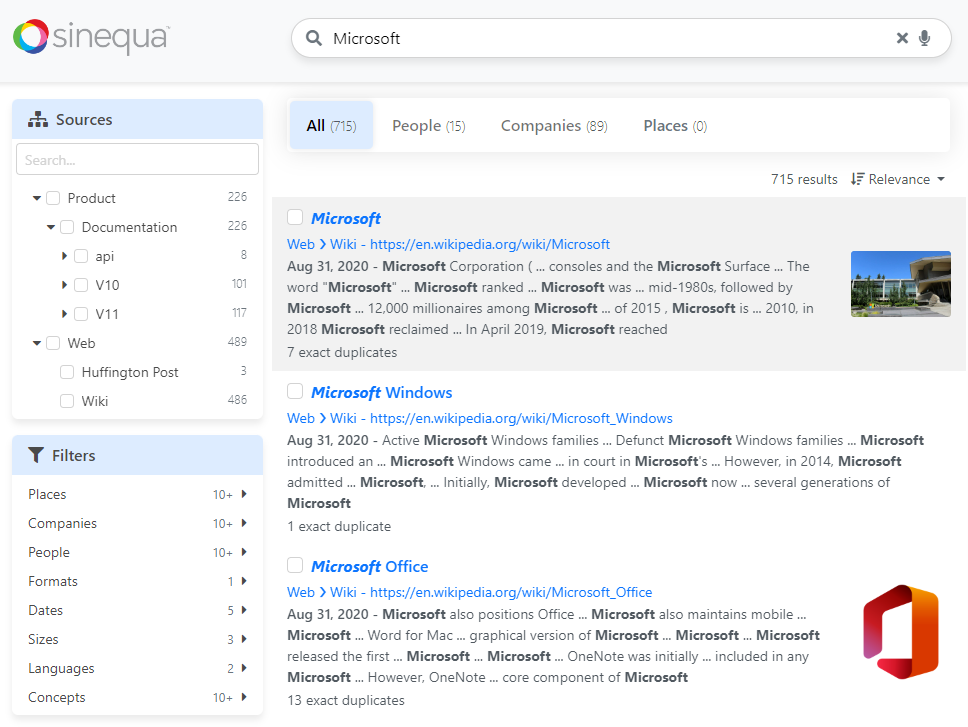 sinequa
Microsoft
Sources
Search...
Product 226
Documentation 226
api 8
V10 101
V11 117
Web 489
Huffington Post 3
Wiki 486
Filters
Places 10+
Companies 10+
People 10+
Formats 1
Dates 5
Sizes 3
Languages 2
Concepts 10+
All (715) People (15) Companies (89) Places (0)
715 results Relevance
Microsoft
Web › Wiki - https://en.wikipedia.org/wiki/Microsoft
Aug 31, 2020 - Microsoft Corporation ( ... consoles and the Microsoft Surface ... The
word "Microsoft" ... Microsoft ranked ... Microsoft was ... mid-1980s, followed by
Microsoft ... 12,000 millionaires among Microsoft ... of 2015 , Microsoft is ... 2010, in
2018 Microsoft reclaimed ... In April 2019, Microsoft reached
7 exact duplicates
Microsoft Windows
Web › Wiki - https://en.wikipedia.org/wiki/Microsoft_Windows
Aug 31, 2020 - Active Microsoft Windows families ... Defunct Microsoft Windows families ... Microsoft
introduced an ... Microsoft Windows came ... in court in Microsoft's ... However, in 2014, Microsoft
admitted ... Microsoft, ... Initially, Microsoft developed ... Microsoft now ... several generations of
Microsoft
1 exact duplicate
Microsoft Office
Web › Wiki - https://en.wikipedia.org/wiki/Microsoft_Office
Aug 31, 2020 - Microsoft also positions Office ... Microsoft also maintains mobile ...
Microsoft ... Word for Mac ... graphical version of Microsoft ... Microsoft ... Microsoft
released the first ... Microsoft ... Microsoft ... OneNote was initially ... included in any
Microsoft ... However, OneNote ... core component of Microsoft
13 exact duplicates